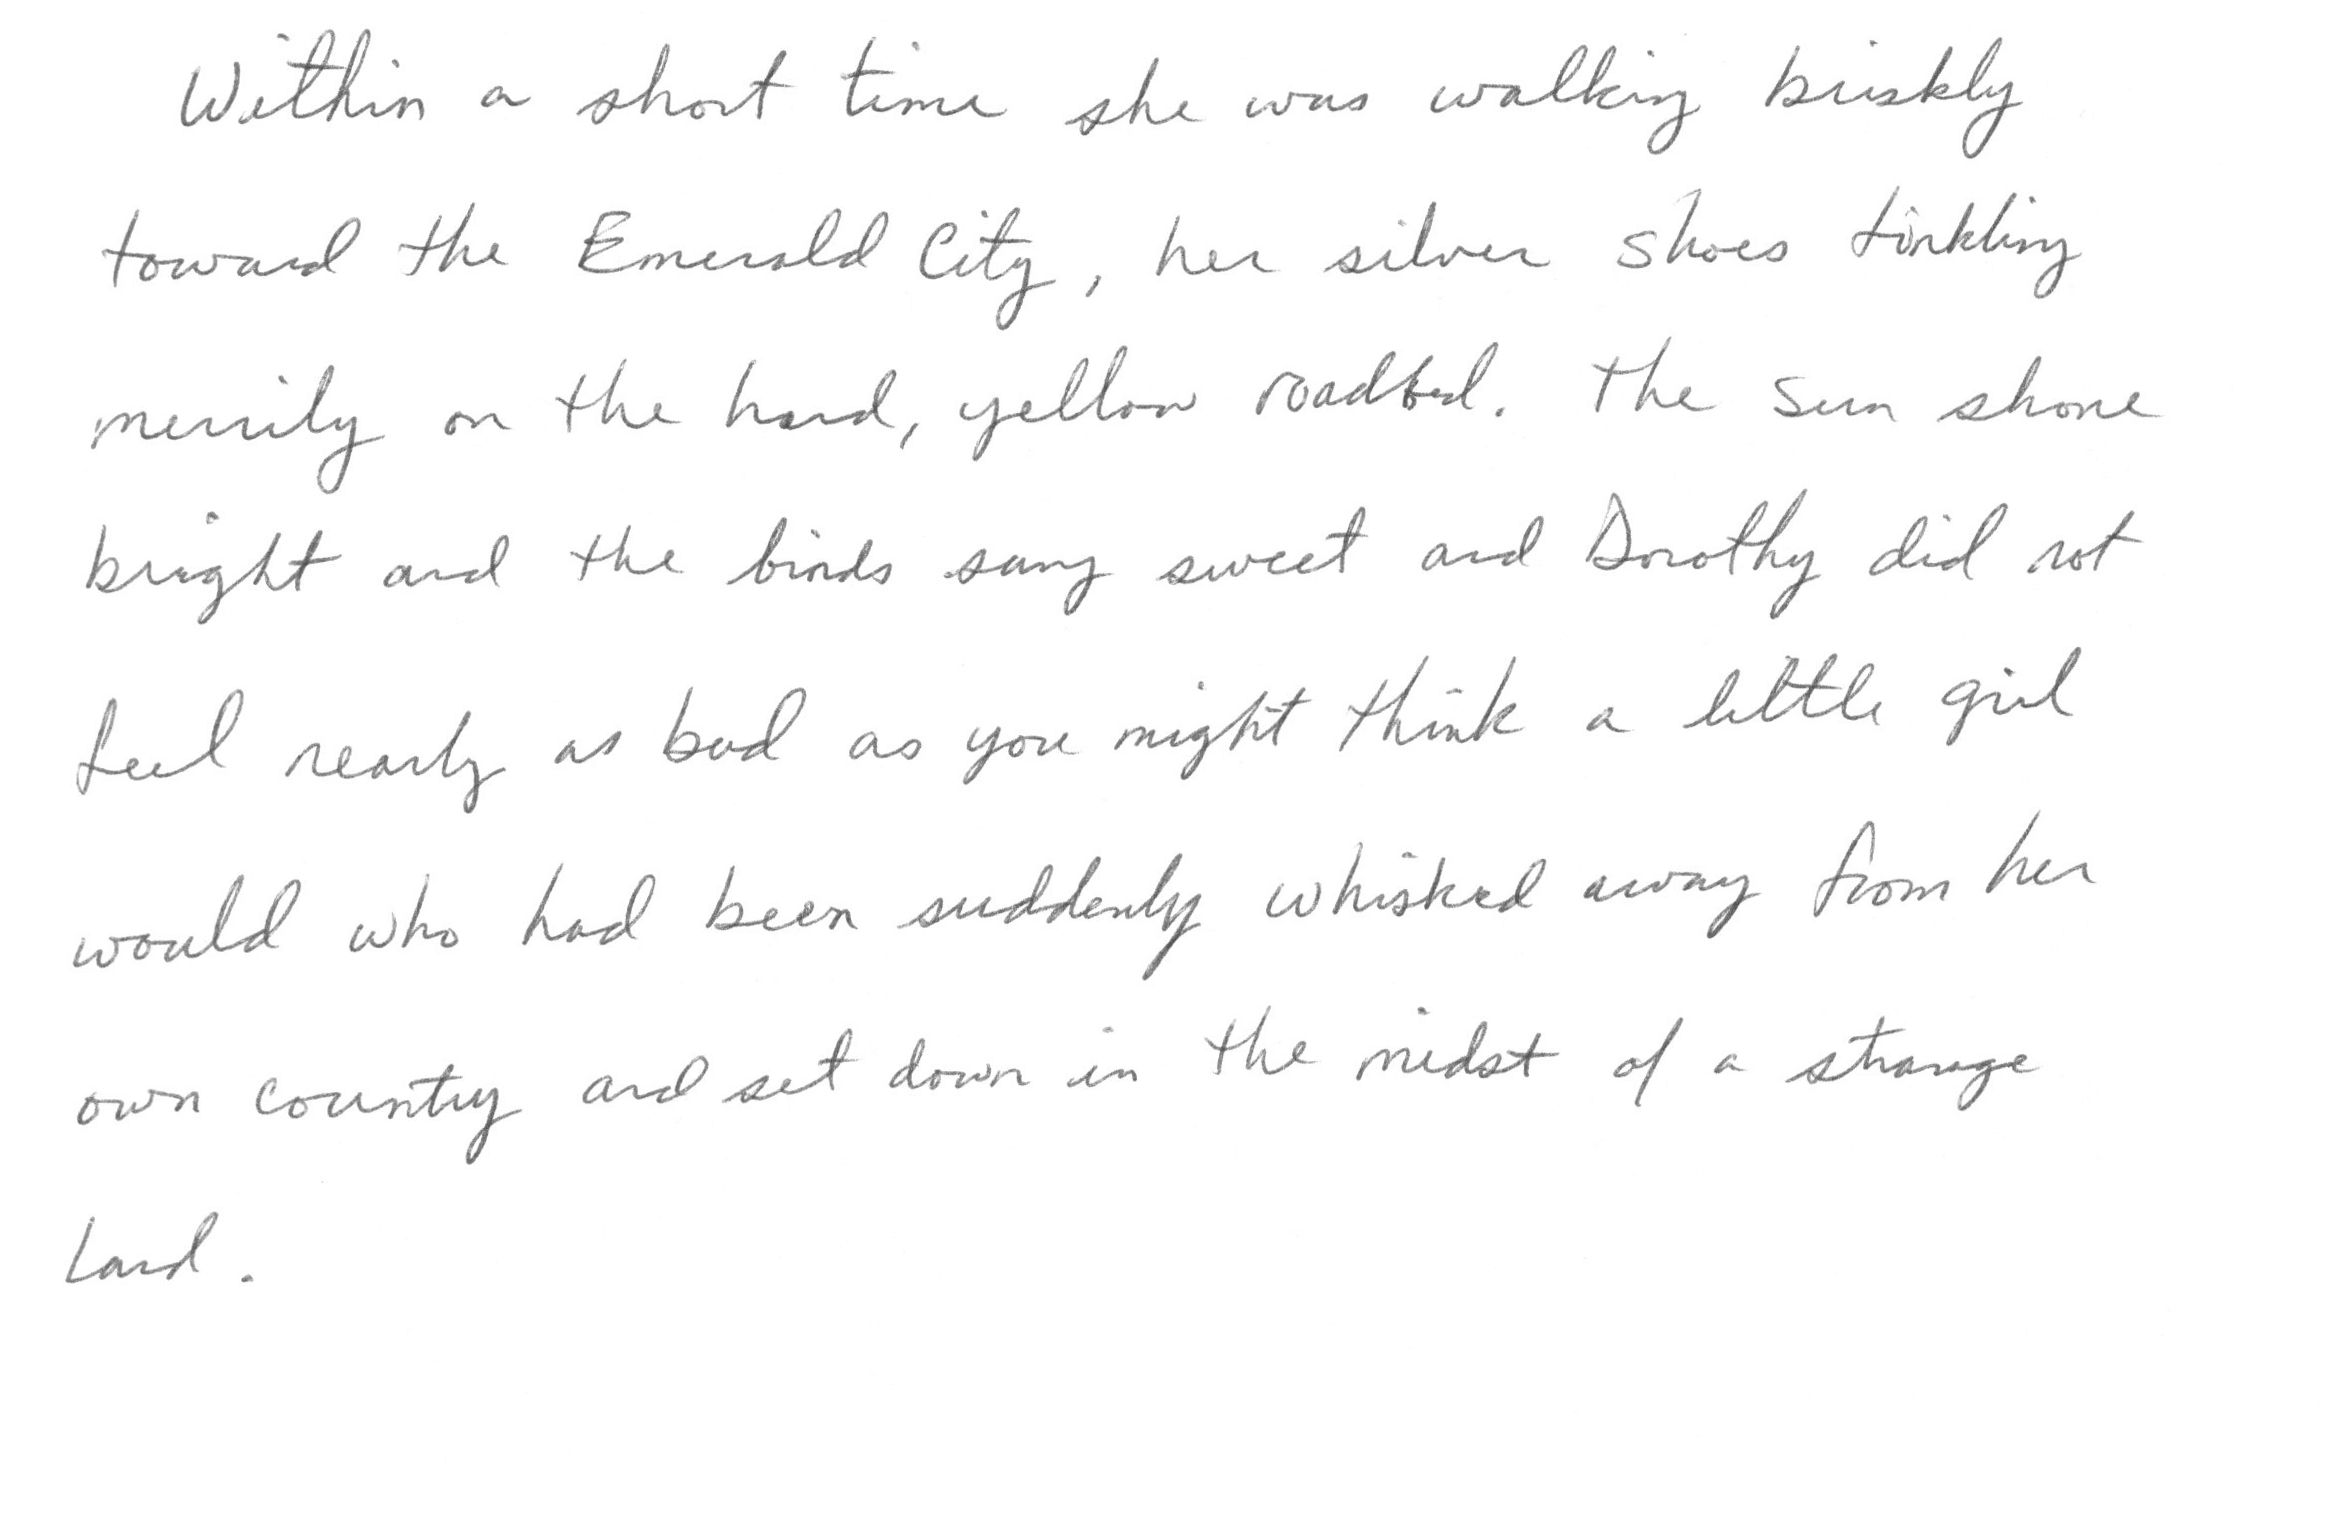 Within a short time she was walking briskly
toward the Emerald City, her silver shoes tinkling
merrily on the hard, yellow roadbed. The sun shone
bright and the birds sang sweet and Dorothy did not
feel nearly as bad as you might think a little girl
would who had been suddenly whisked away from her
own country and set down in the midst of a strange
land.